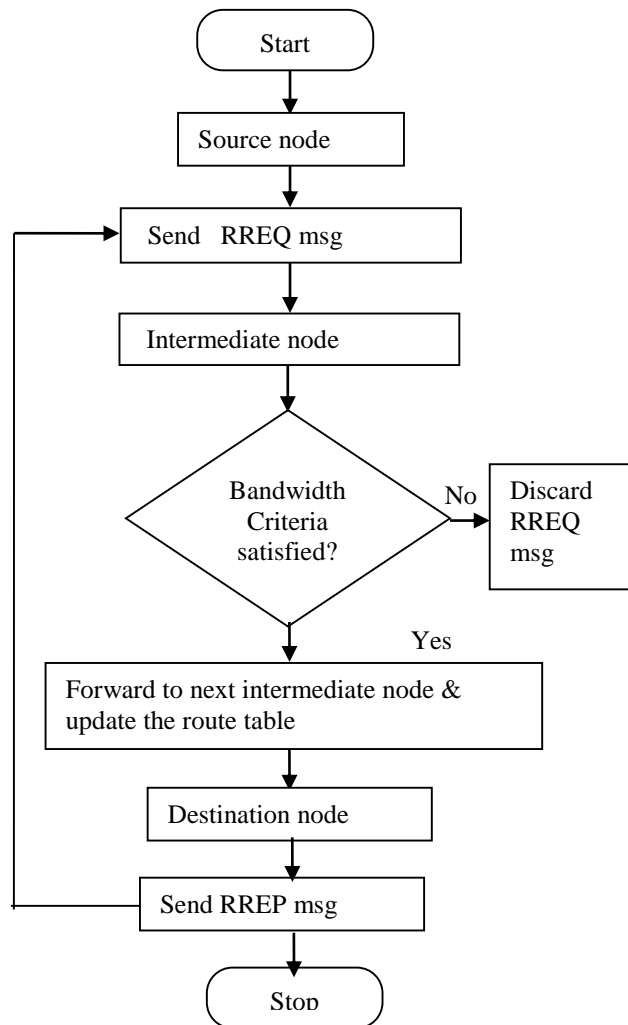 Start
Source node
Send RREQ msg
Intermediate node
Bandwidth
Criteria
satisfied?
No
Discard
RREQ
msg
Yes
Forward to next intermediate node &
update the route table
Destination node
Send RREP msg
Stop